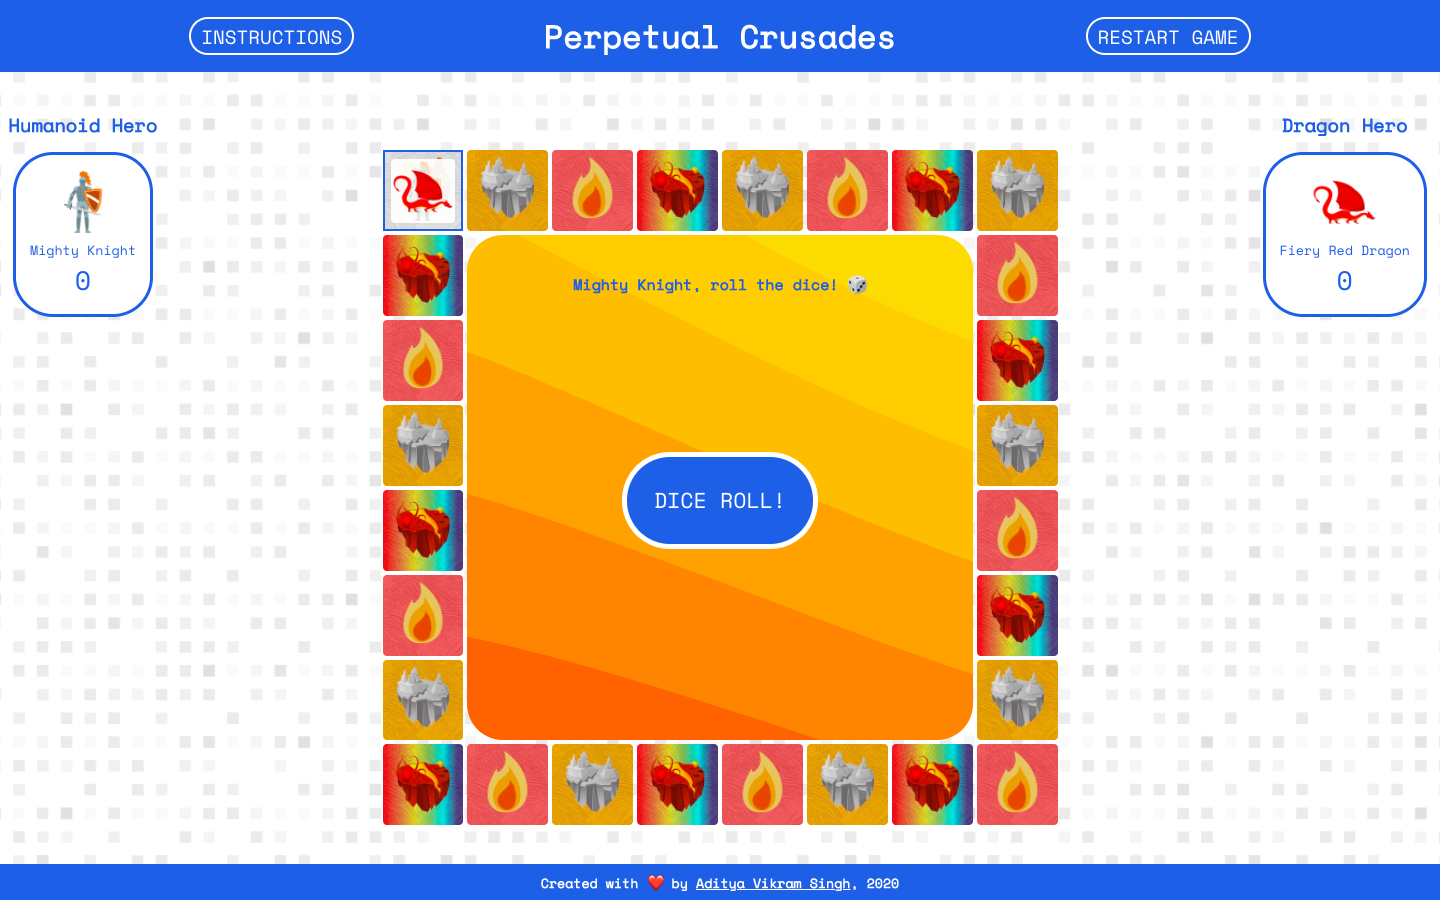 INSTRUCTIONS
Perpetual Crusades
RESTART GAME
Humanoid Hero
Mighty Knight
0
Mighty Knight, roll the dice! 🎲
DICE ROLL!
Dragon Hero
Fiery Red Dragon
0
Created with ❤️ by Aditya Vikram Singh, 2020